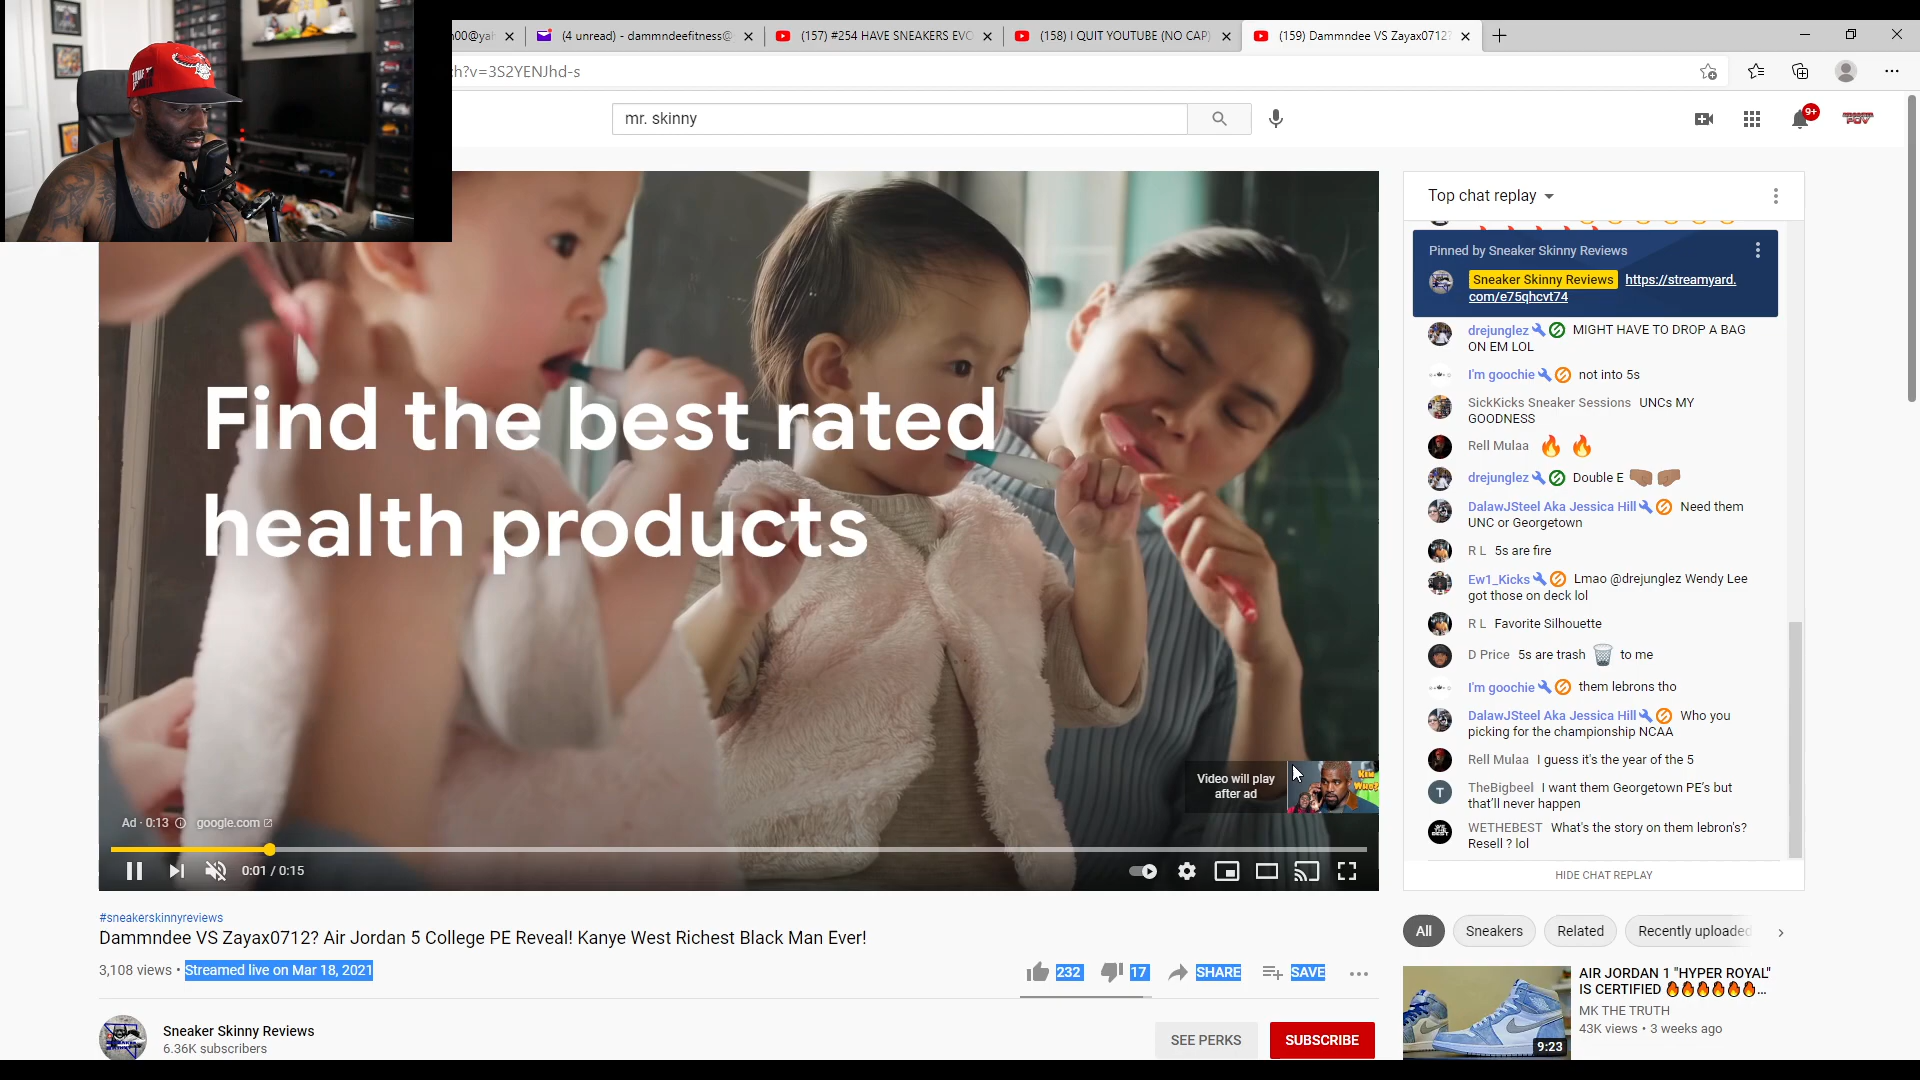 n00@yah
(4 unread) - dammndeefitness@
(157) #254 HAVE SNEAKERS EVO
(158) I QUIT YOUTUBE (NO CAP)
(159) Dammndee VS Zayax0712?
ch?v=3S2YENJhd-s
mr. skinny
9+
POV
Find the best rated
health products
Video will play
after ad
Ad · 0:13
google.com
0:01 / 0:15
Top chat replay
Pinned by Sneaker Skinny Reviews
Sneaker Skinny Reviews https://streamyard.
com/e75qhcvt74
drejunglez MIGHT HAVE TO DROP A BAG
ON EM LOL
I'm goochie not into 5s
SickKicks Sneaker Sessions UNCs MY
GOODNESS
Rell Mulaa 🔥 🔥
drejunglez Double E 🤜🏽 🤛🏽
DalawJSteel Aka Jessica Hill Need them
UNC or Georgetown
R L 5s are fire
Ew1_Kicks Lmao @drejunglez Wendy Lee
got those on deck lol
R L Favorite Silhouette
D Price 5s are trash 🗑 to me
I'm goochie them lebrons tho
DalawJSteel Aka Jessica Hill Who you
picking for the championship NCAA
Rell Mulaa I guess it's the year of the 5
T TheBigbeel I want them Georgetown PE's but
that'll never happen
WETHEBEST What's the story on them lebron's?
Resell ? lol
HIDE CHAT REPLAY
#sneakerskinnyreviews
Dammndee VS Zayax0712? Air Jordan 5 College PE Reveal! Kanye West Richest Black Man Ever!
3,108 views • Streamed live on Mar 18, 2021
232
17
SHARE
SAVE
Sneaker Skinny Reviews
6.36K subscribers
SEE PERKS
SUBSCRIBE
All
Sneakers
Related
Recently uploaded
AIR JORDAN 1 "HYPER ROYAL"
IS CERTIFIED 🔥🔥🔥🔥🔥🔥...
MK THE TRUTH
43K views • 3 weeks ago
9:23